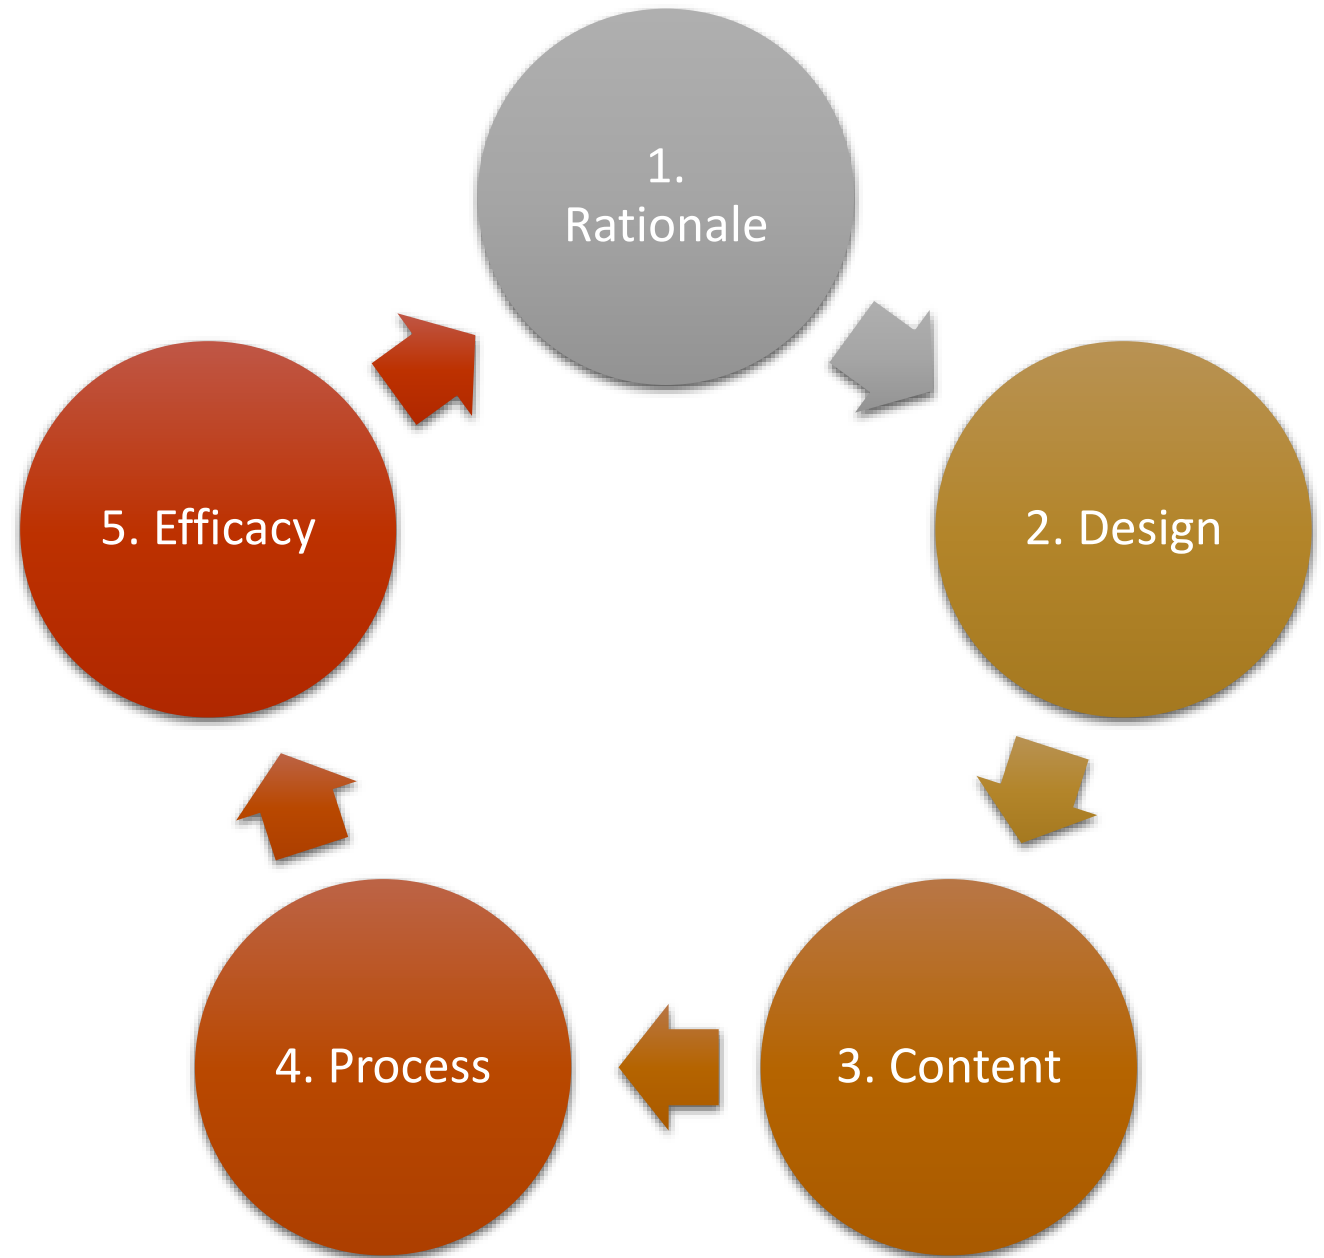 1.
Rationale
2. Design
3. Content
4. Process
5. Efficacy